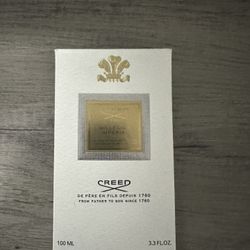 CREED
DE PÈRE EN FILS DEPUIS 1760
FROM FATHER TO SON SINCE 1760
100 ML
3.3 FL.OZ.